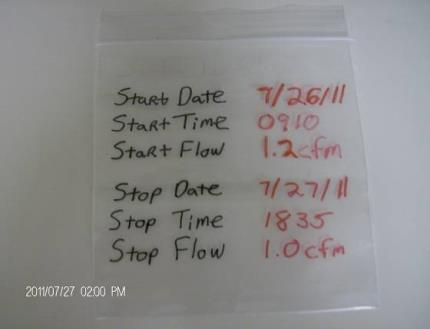 Start Date 7/26/11
Start Time 0910
Start Flow 1.2cfm
Stop Date 7/27/11
Stop Time 1835
Stop Flow 1.0cfm
2011/07/27 02:00 PM